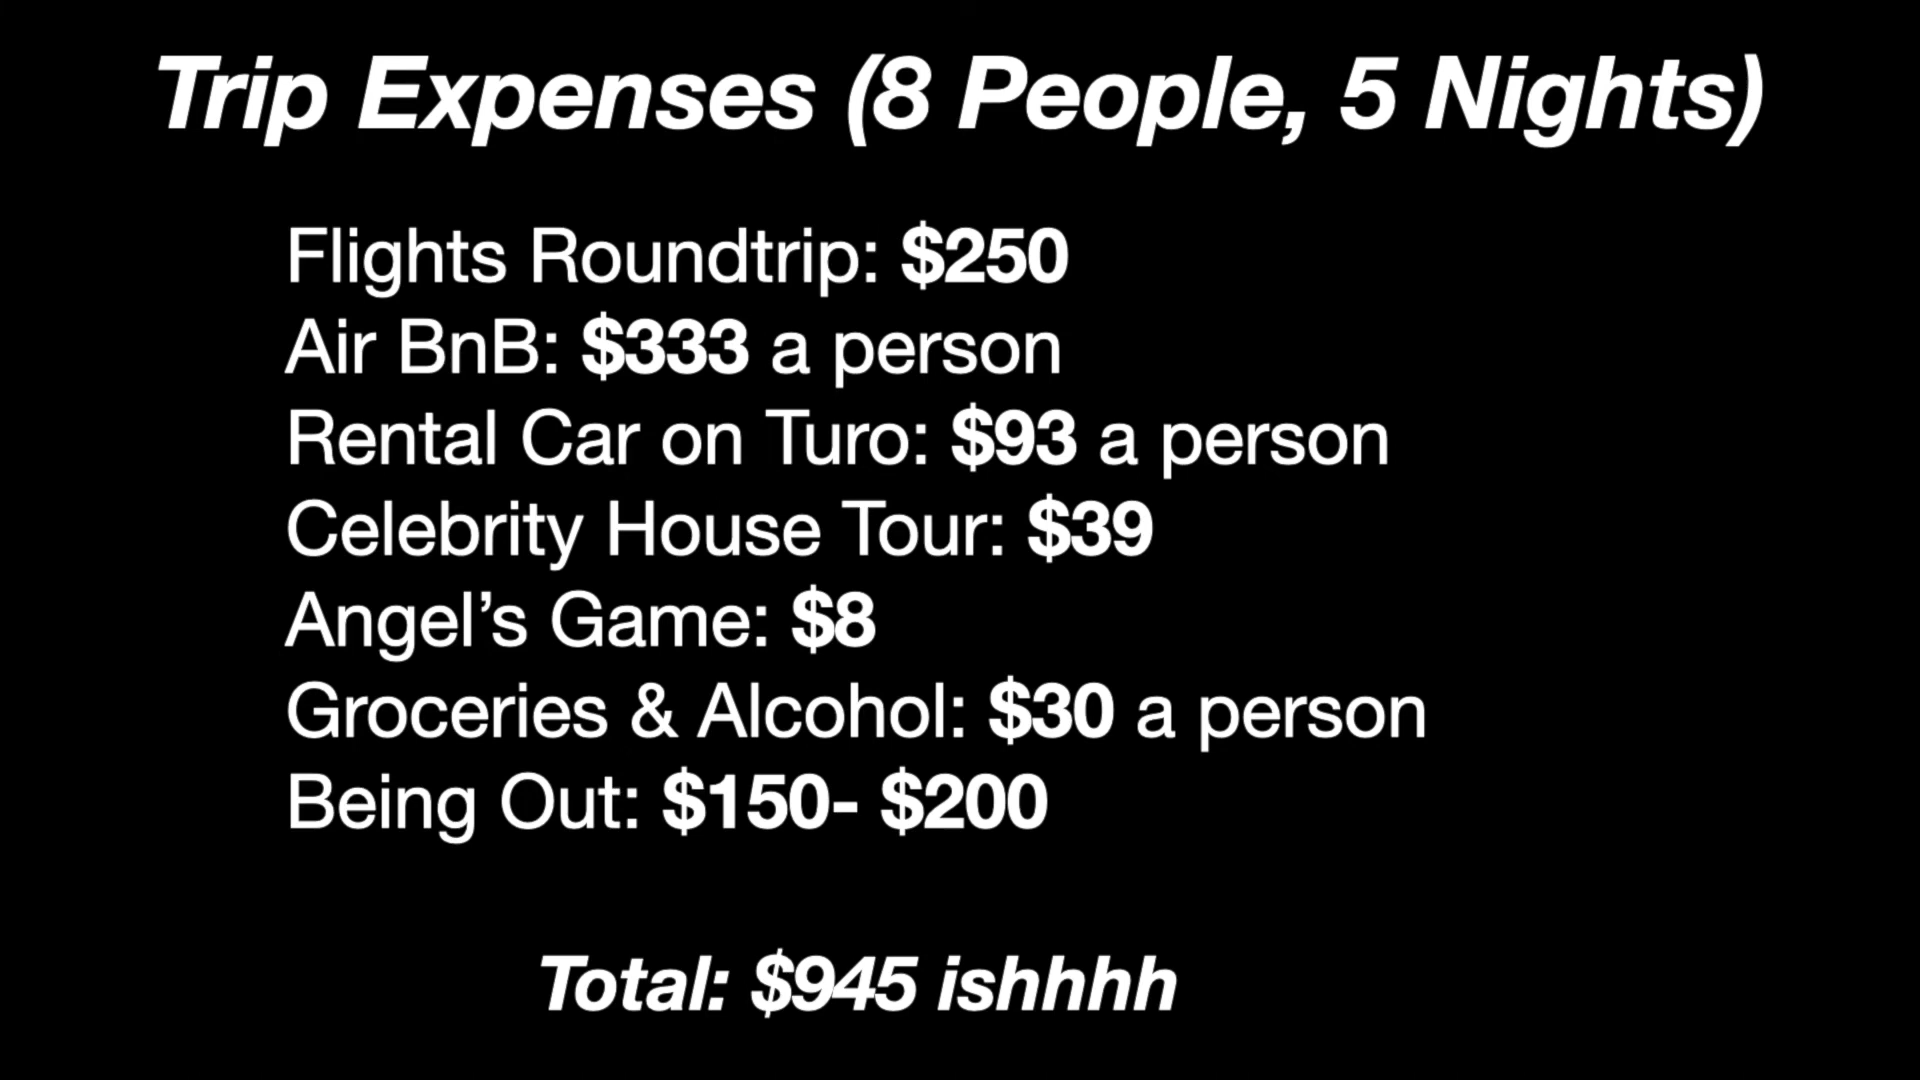 Trip Expenses (8 People, 5 Nights)
Flights Roundtrip: $250
Air BnB: $333 a person
Rental Car on Turo: $93 a person
Celebrity House Tour: $39
Angel’s Game: $8
Groceries & Alcohol: $30 a person
Being Out: $150- $200
Total: $945 ishhhh